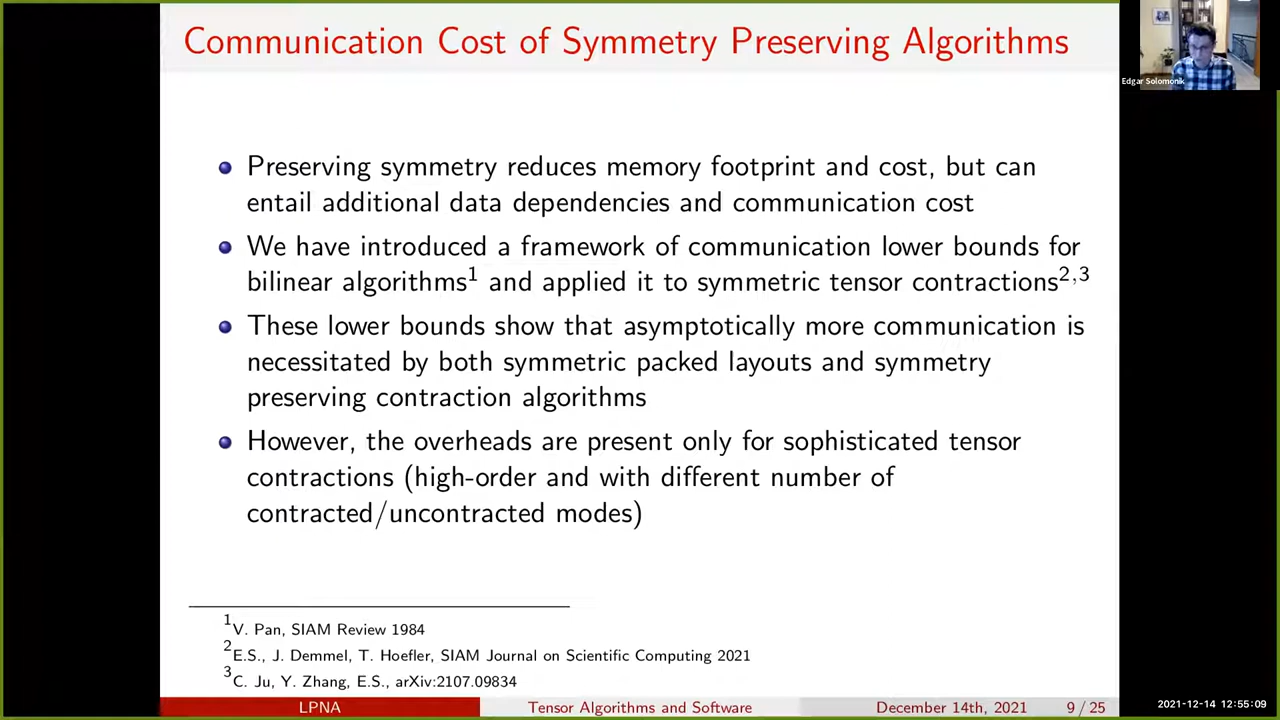 Communication Cost of Symmetry Preserving Algorithms
Edgar Solomonik
Preserving symmetry reduces memory footprint and cost, but can
entail additional data dependencies and communication cost
We have introduced a framework of communication lower bounds for
bilinear algorithms1 and applied it to symmetric tensor contractions2,3
These lower bounds show that asymptotically more communication is
necessitated by both symmetric packed layouts and symmetry
preserving contraction algorithms
However, the overheads are present only for sophisticated tensor
contractions (high-order and with different number of
contracted/uncontracted modes)
1V. Pan, SIAM Review 1984
2E.S., J. Demmel, T. Hoefler, SIAM Journal on Scientific Computing 2021
3C. Ju, Y. Zhang, E.S., arXiv:2107.09834
LPNA Tensor Algorithms and Software December 14th, 2021 9 / 25
2021-12-14 12:55:09